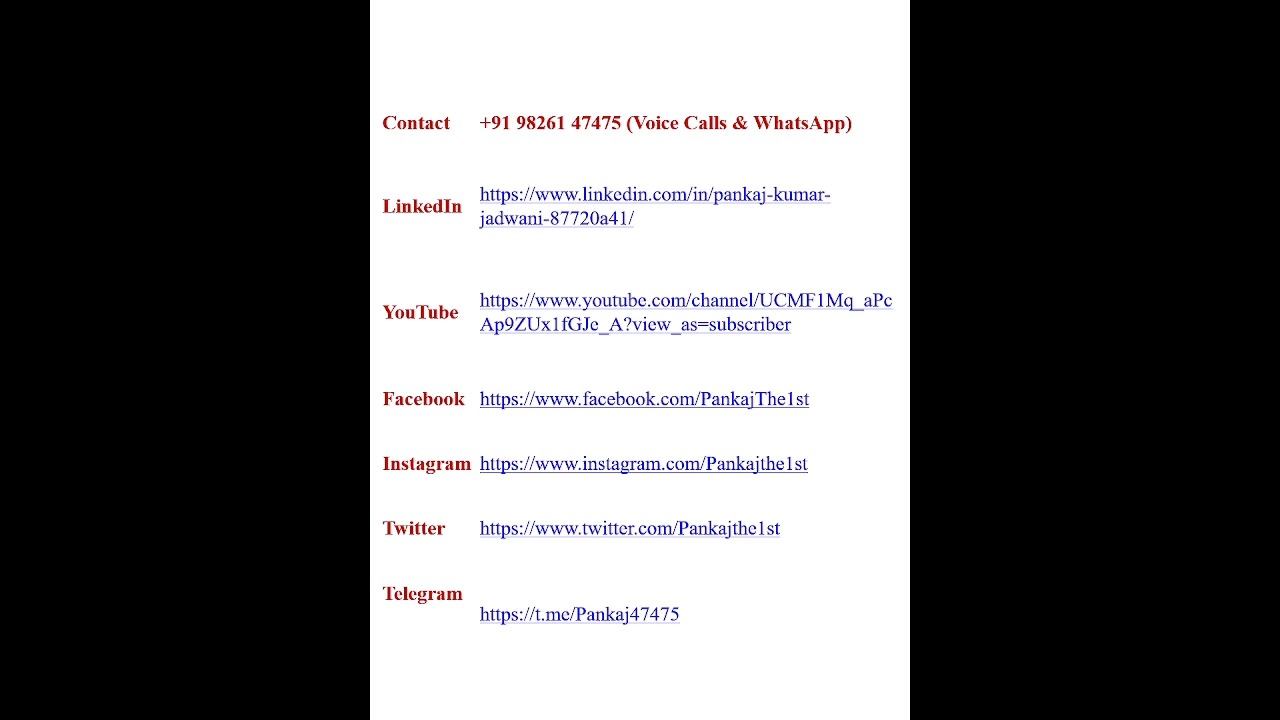 Contact +91 98261 47475 (Voice Calls & WhatsApp)
LinkedIn https://www.linkedin.com/in/pankaj-kumar-
jadwani-87720a41/
YouTube https://www.youtube.com/channel/UCMF1Mq_aPc
Ap9ZUx1fGJe_A?view_as=subscriber
Facebook https://www.facebook.com/PankajThe1st
Instagram https://www.instagram.com/Pankajthe1st
Twitter https://www.twitter.com/Pankajthe1st
Telegram
https://t.me/Pankaj47475